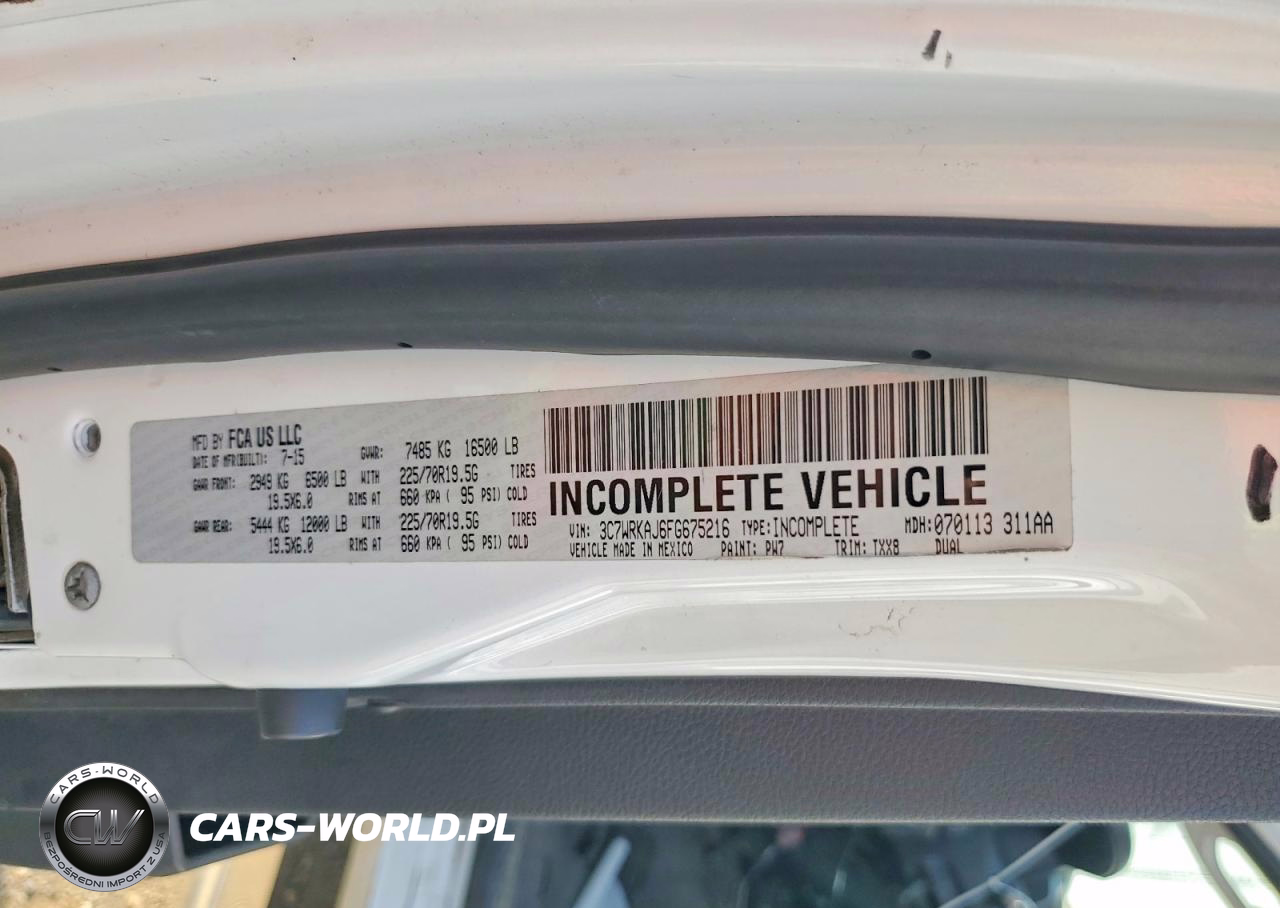 MFD BY FCA US LLC
DATE OF MFR(BUILT): 7-15
GVWR: 7485 KG 16500 LB
GAWR FRONT: 2949 KG 6500 LB WITH 225/70R19.5G TIRES
19.5X6.0 RIMS AT 660 KPA ( 95 PSI) COLD
GAWR REAR: 5444 KG 12000 LB WITH 225/70R19.5G TIRES
19.5X6.0 RIMS AT 660 KPA ( 95 PSI) COLD
INCOMPLETE VEHICLE
VIN: 3C7WRKAJ6FG675216 TYPE: INCOMPLETE MDH: 070113 311AA
VEHICLE MADE IN MEXICO PAINT: PW7 TRIM: TXX8 DUAL
CARS-WORLD
CW
BEZPOŚREDNI IMPORT Z USA
CARS-WORLD.PL